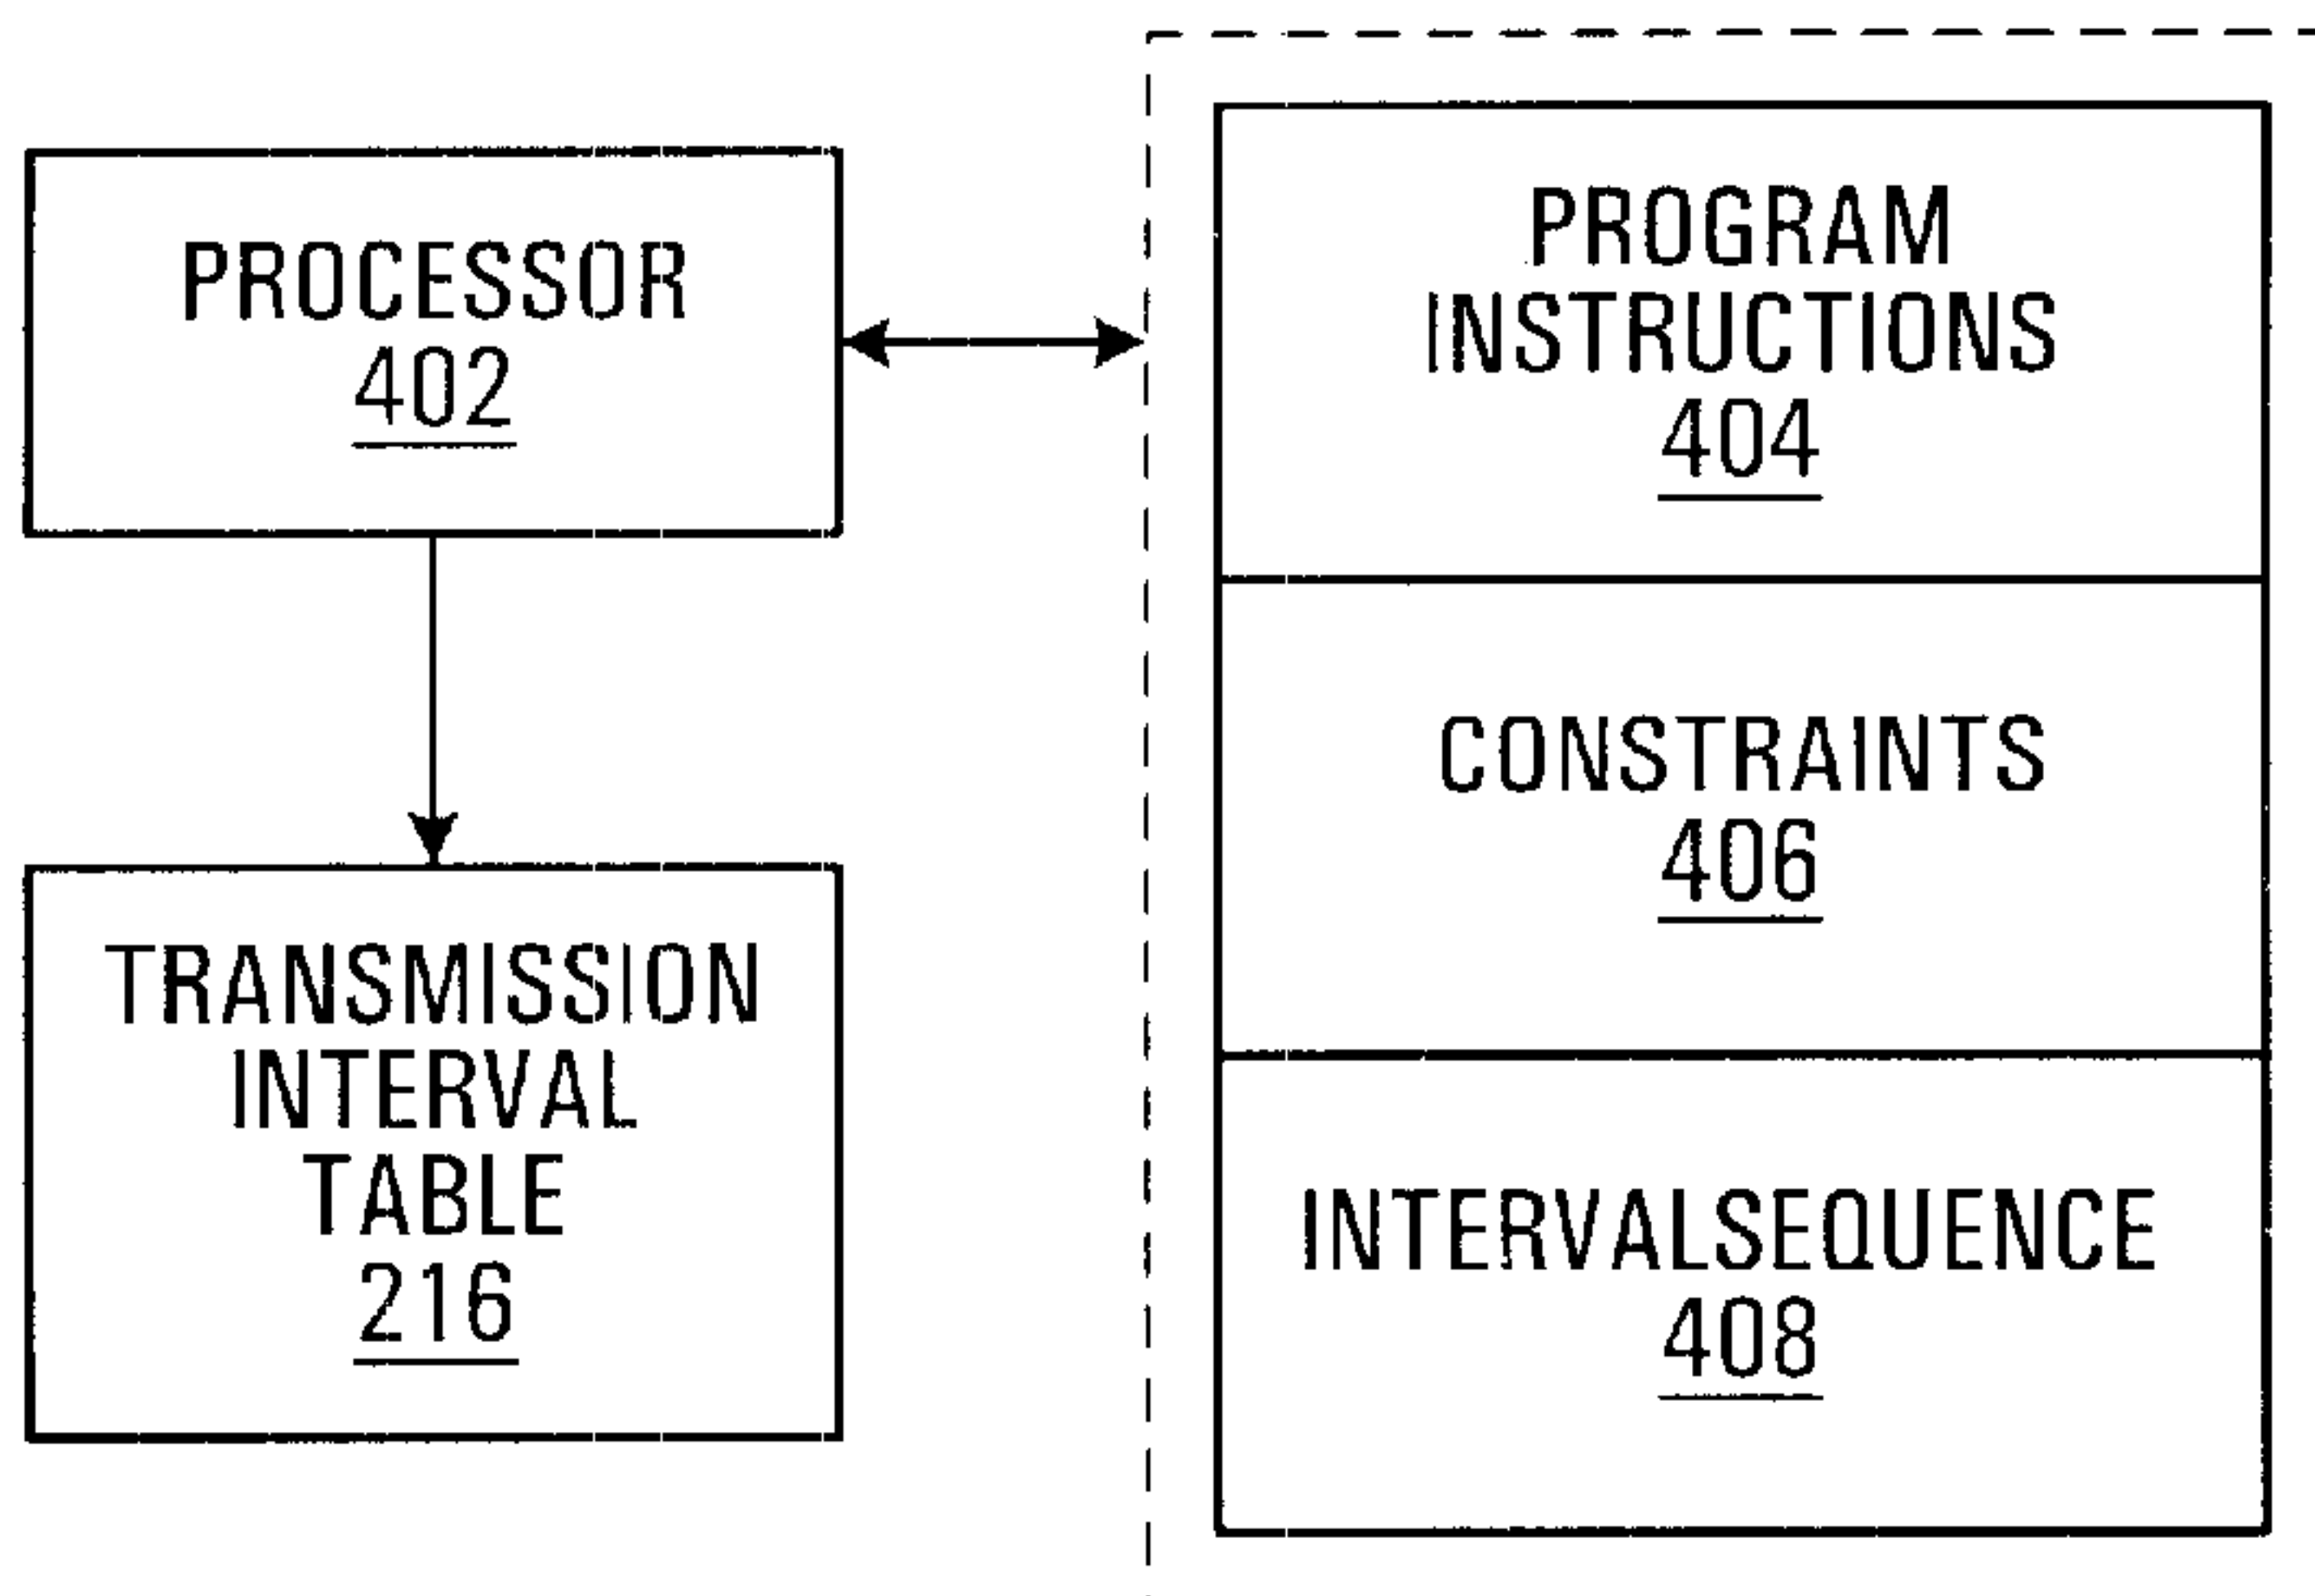 PROCESSOR
402
TRANSMISSION
INTERVAL
TABLE
216
PROGRAM
INSTRUCTIONS
404
CONSTRAINTS
406
INTERVALSEQUENCE
408